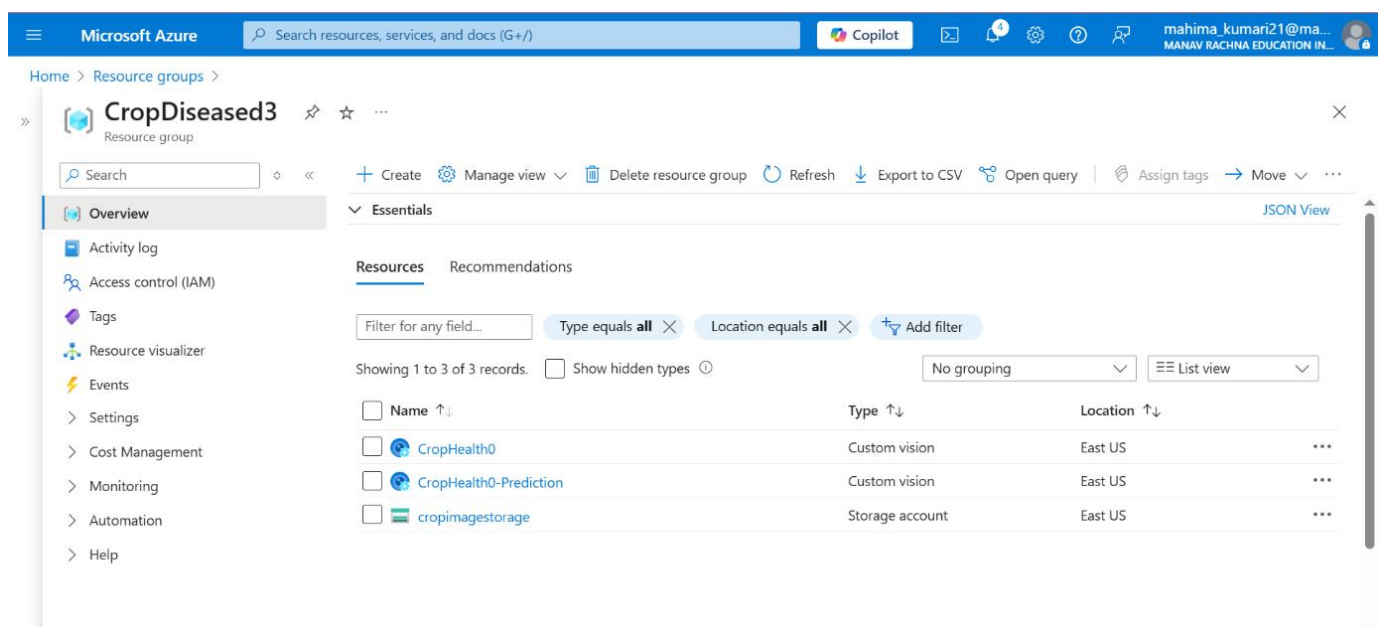 Microsoft Azure
Search resources, services, and docs (G+/)
Copilot
4
mahima_kumari21@ma...
MANAV RACHNA EDUCATION IN...
Home > Resource groups >
CropDiseased3
Resource group
Search
Create
Manage view
Delete resource group
Refresh
Export to CSV
Open query
Assign tags
Move
Overview
Activity log
Access control (IAM)
Tags
Resource visualizer
Events
Settings
Cost Management
Monitoring
Automation
Help
Essentials
JSON View
Resources Recommendations
Filter for any field...
Type equals all
Location equals all
Add filter
Showing 1 to 3 of 3 records.
Show hidden types
No grouping
List view
Name Type Location
CropHealth0 Custom vision East US
CropHealth0-Prediction Custom vision East US
cropimagestorage Storage account East US